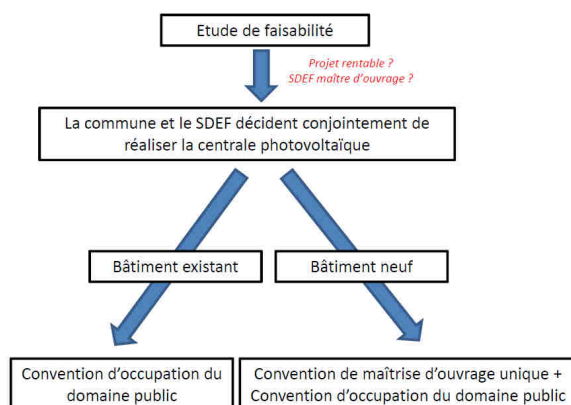 Etude de faisabilité
Projet rentable ?
SDEF maître d'ouvrage ?
La commune et le SDEF décident conjointement de
réaliser la centrale photovoltaïque
Bâtiment existant
Bâtiment neuf
Convention d'occupation du
domaine public
Convention de maîtrise d'ouvrage unique +
Convention d'occupation du domaine public